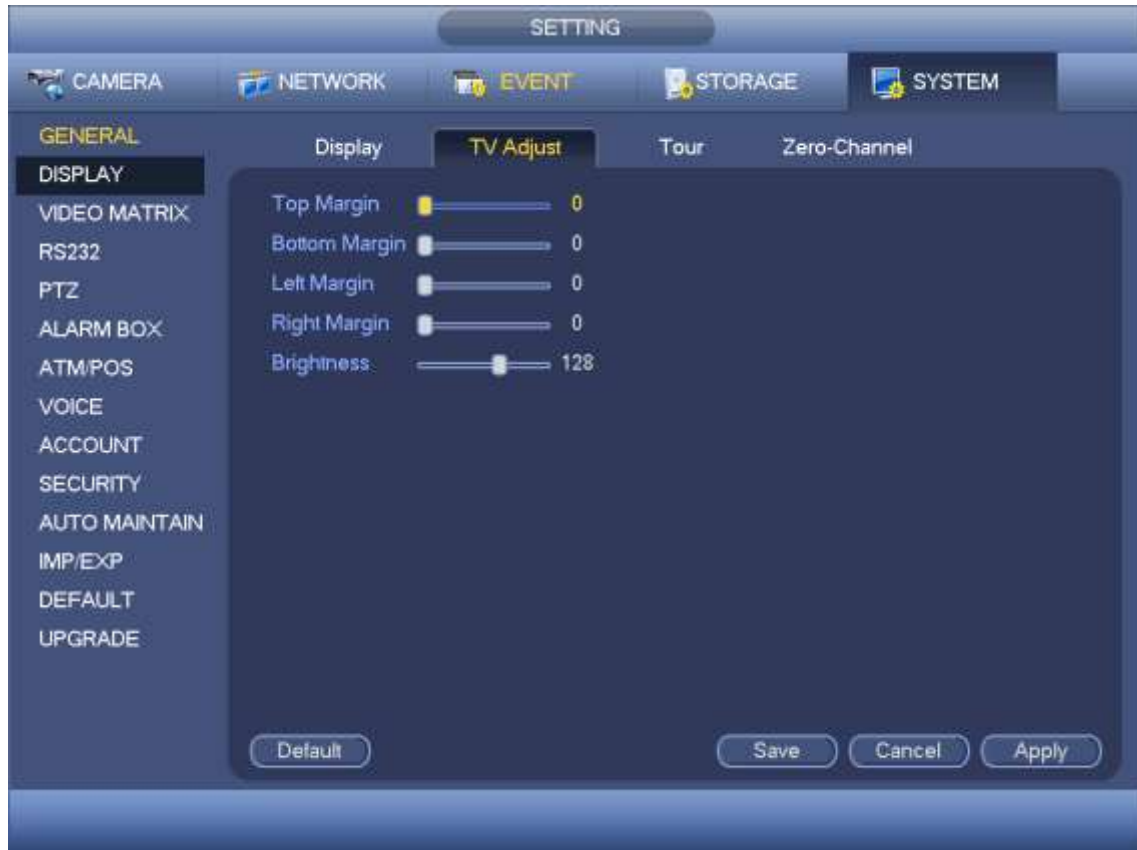 SETTING
CAMERA NETWORK EVENT STORAGE SYSTEM
GENERAL
DISPLAY
VIDEO MATRIX
RS232
PTZ
ALARM BOX
ATM/POS
VOICE
ACCOUNT
SECURITY
AUTO MAINTAIN
IMP/EXP
DEFAULT
UPGRADE
Display TV Adjust Tour Zero-Channel
Top Margin 0
Bottom Margin 0
Left Margin 0
Right Margin 0
Brightness 128
Default Save Cancel Apply